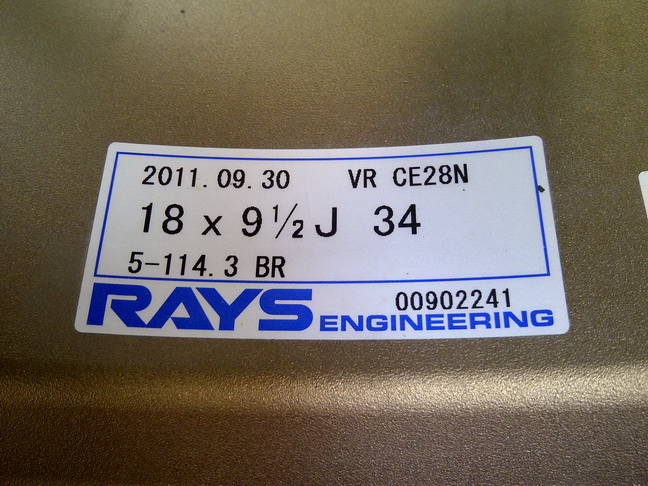 2011.09.30 VR CE28N
18 x 9½J 34
5-114.3 BR
00902241
RAYS ENGINEERING